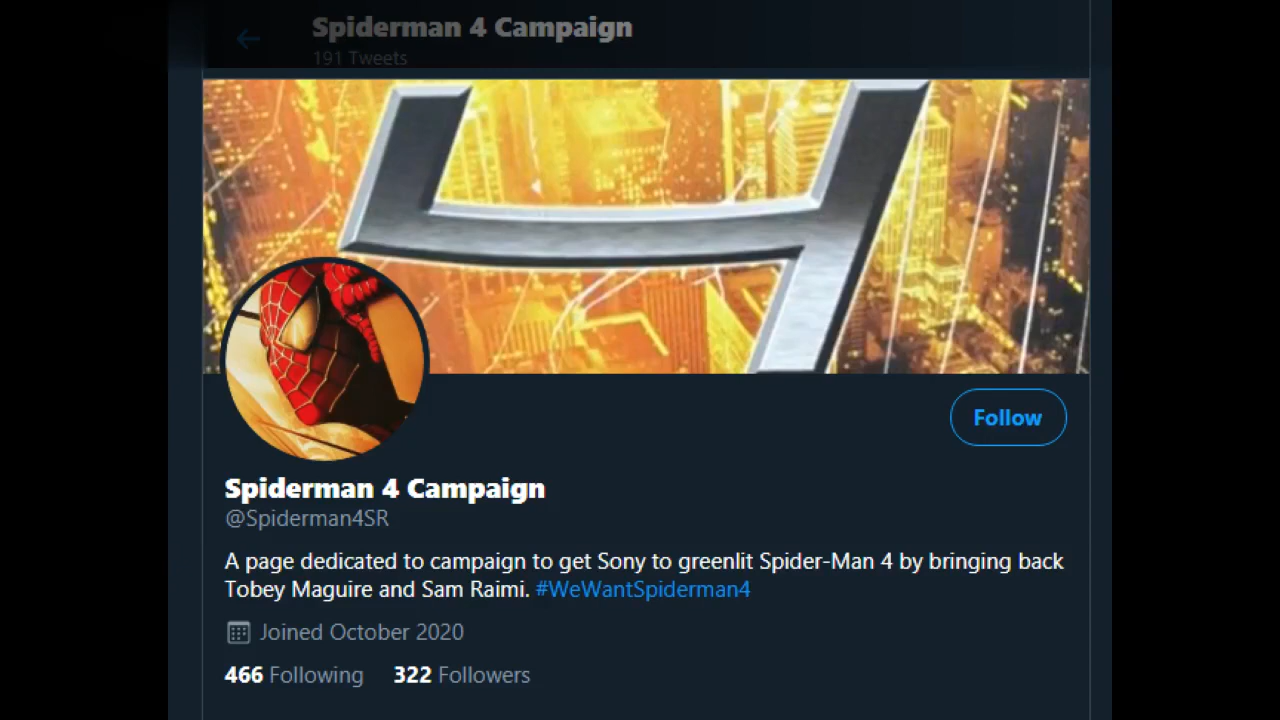 Spiderman 4 Campaign
191 Tweets
4
Follow
Spiderman 4 Campaign
@Spiderman4SR
A page dedicated to campaign to get Sony to greenlit Spider-Man 4 by bringing back
Tobey Maguire and Sam Raimi. #WeWantSpiderman4
Joined October 2020
466 Following 322 Followers